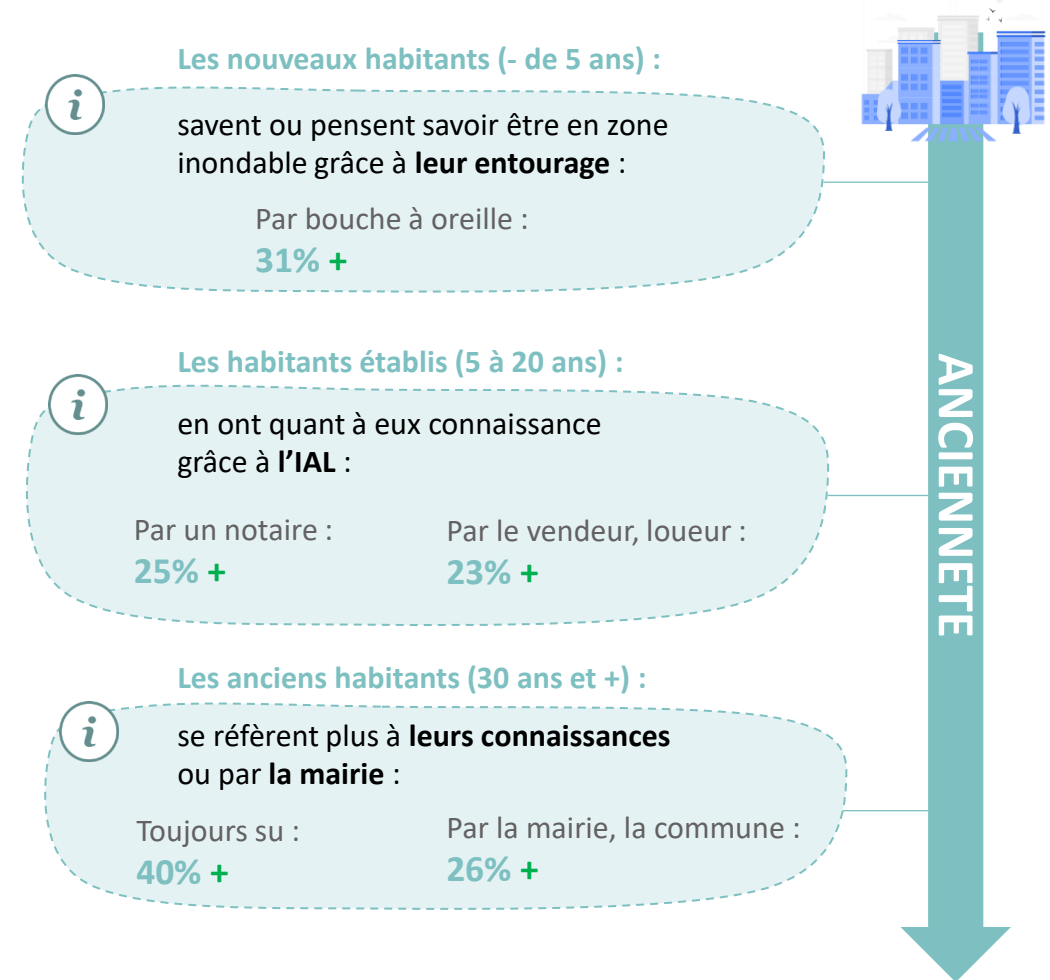 Les nouveaux habitants (- de 5 ans) :
i
savent ou pensent savoir être en zone
inondable grâce à leur entourage :
Par bouche à oreille :
31% +
Les habitants établis (5 à 20 ans) :
i
en ont quant à eux connaissance
grâce à l’IAL :
Par un notaire :
25% +
Par le vendeur, loueur :
23% +
Les anciens habitants (30 ans et +) :
i
se réfèrent plus à leurs connaissances
ou par la mairie :
Toujours su :
40% +
Par la mairie, la commune :
26% +
ANCIENNETE